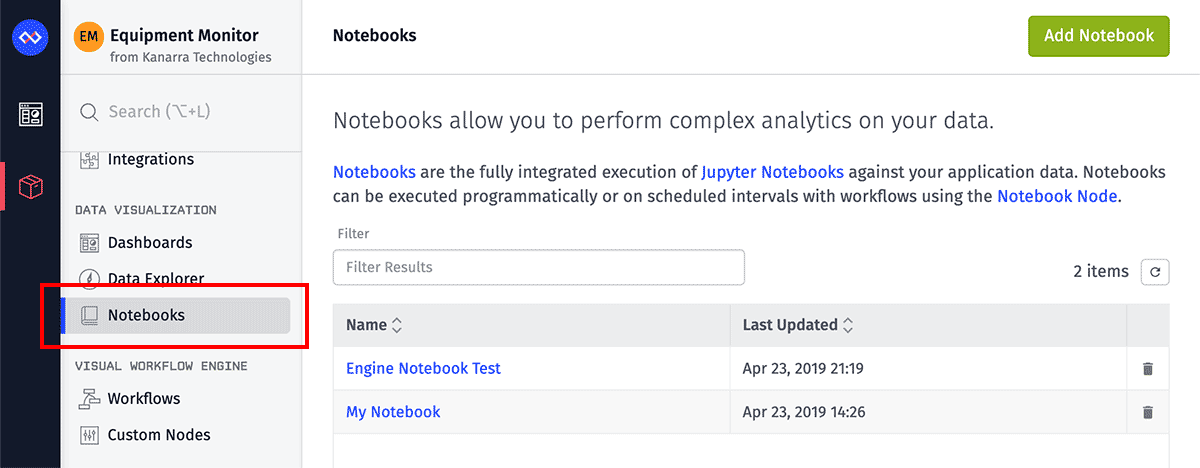 EM
Equipment Monitor
from Kanarra Technologies
Search (⌥+L)
Integrations
DATA VISUALIZATION
Dashboards
Data Explorer
Notebooks
VISUAL WORKFLOW ENGINE
Workflows
Custom Nodes
Notebooks
Add Notebook
Notebooks allow you to perform complex analytics on your data.
Notebooks are the fully integrated execution of Jupyter Notebooks against your application data. Notebooks
can be executed programmatically or on scheduled intervals with workflows using the Notebook Node.
Filter
Filter Results
2 items
Name Last Updated
Engine Notebook Test Apr 23, 2019 21:19
My Notebook Apr 23, 2019 14:26